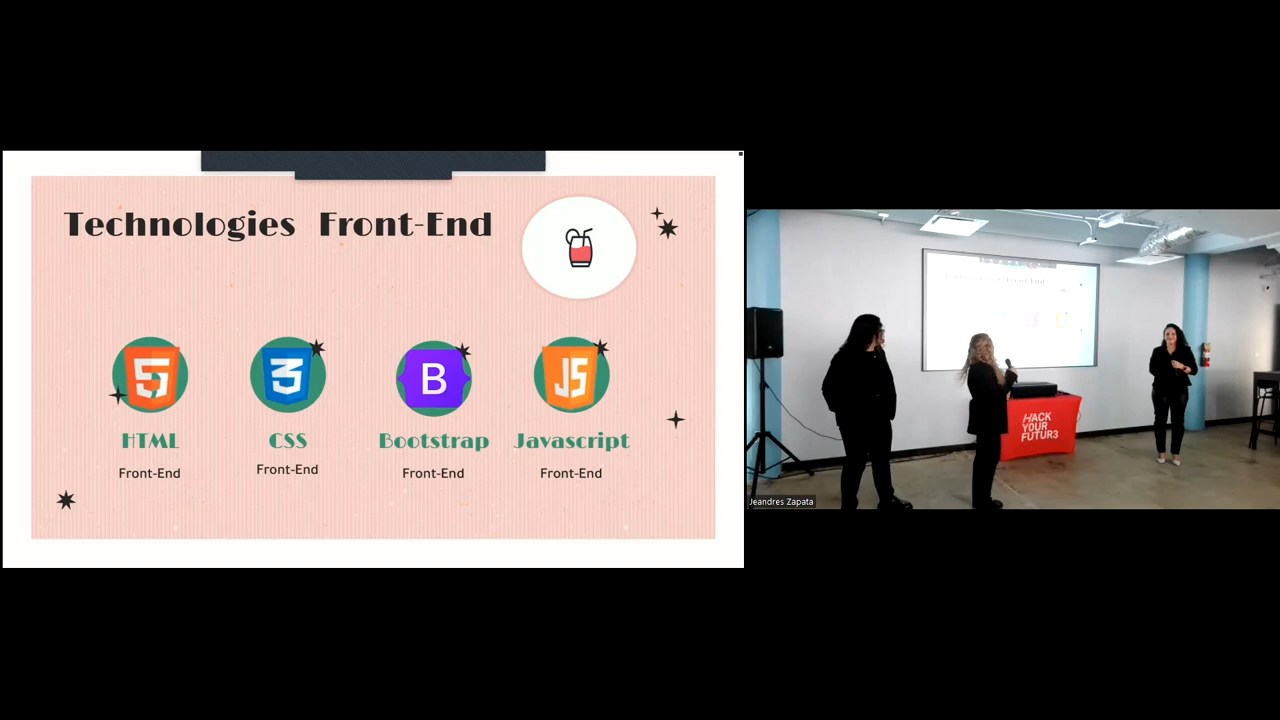 Technologies Front-End
5
3
B
JS
HTML
CSS
Bootstrap
Javascript
Front-End
Front-End
Front-End
Front-End
HACK
YOUR
FUTUR3
Jeandres Zapata